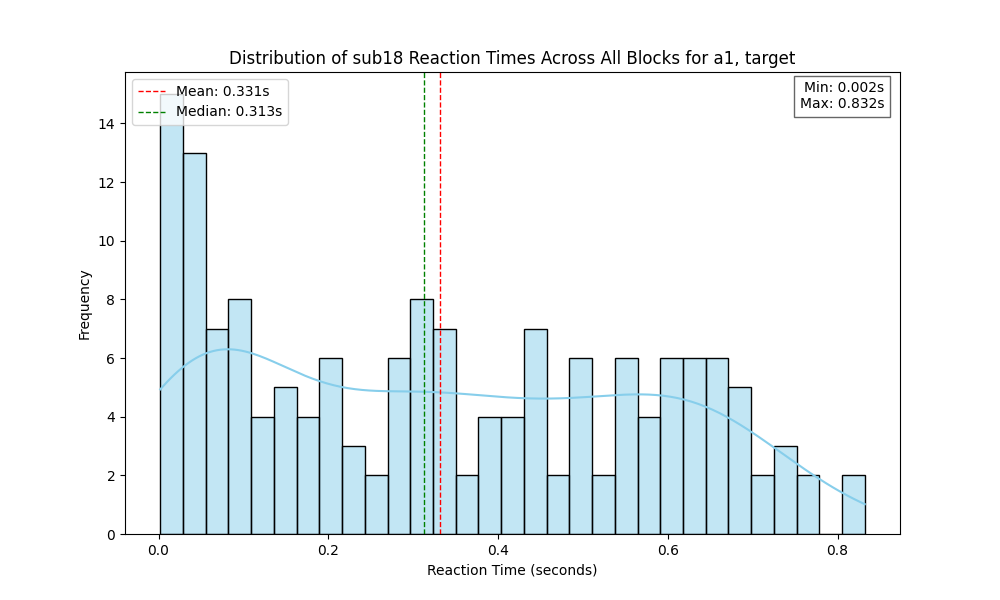 Distribution of sub18 Reaction Times Across All Blocks for a1, target
Mean: 0.331s
Median: 0.313s
Min: 0.002s
Max: 0.832s
Frequency
14
12
10
8
6
4
2
0
0.0
0.2
0.4
0.6
0.8
Reaction Time (seconds)